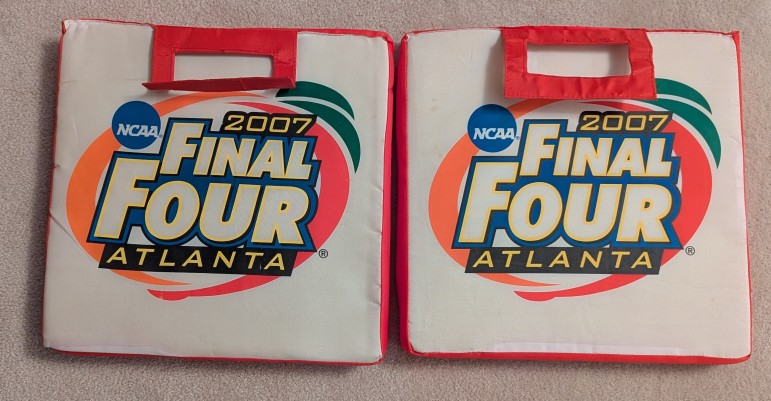 NCAA
2007
FINAL
FOUR
ATLANTA
®
NCAA
2007
FINAL
FOUR
ATLANTA
®